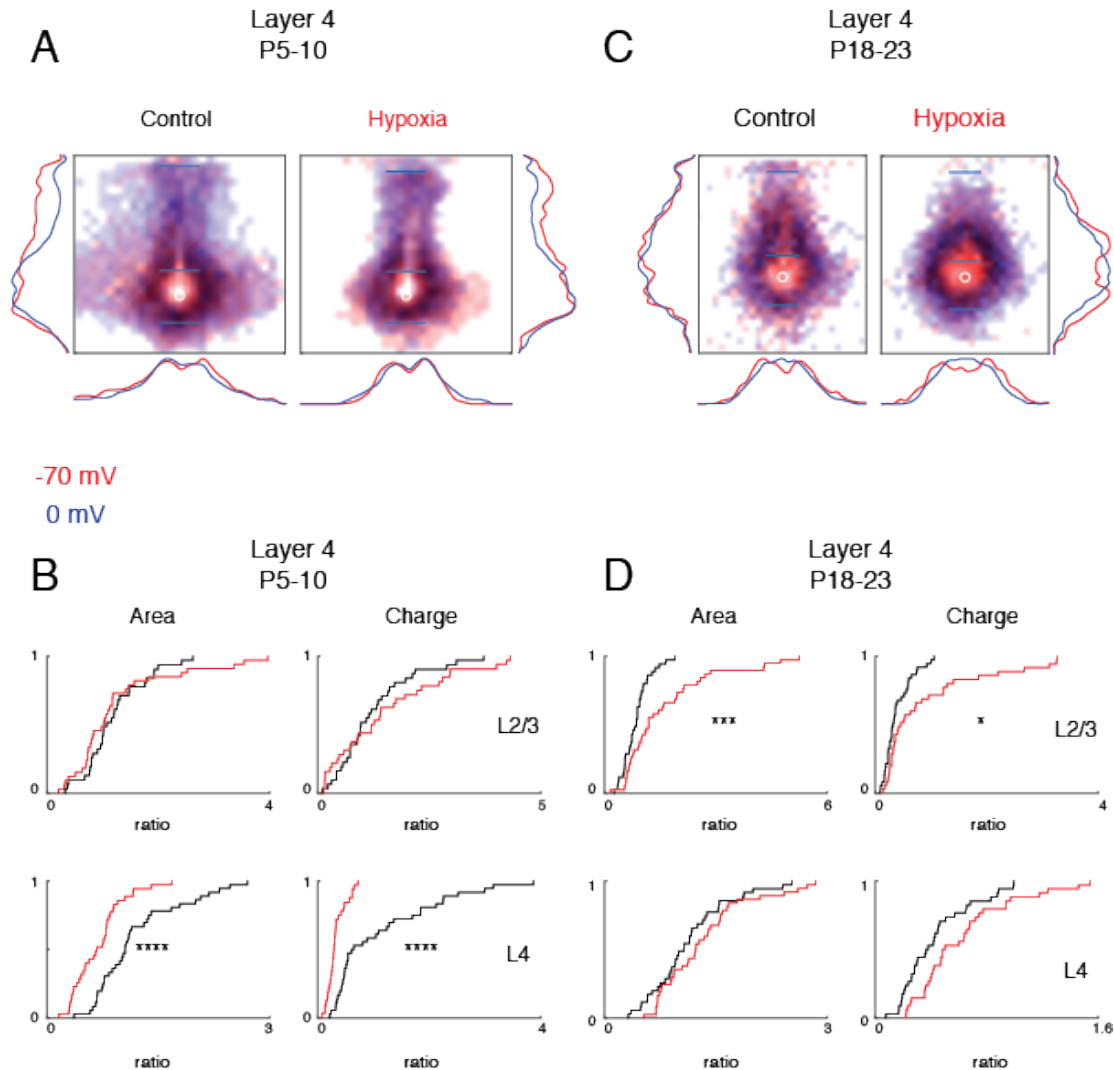 A
Layer 4
P5-10
Control
Hypoxia
C
Layer 4
P18-23
Control
Hypoxia
-70 mV
0 mV
B
Layer 4
P5-10
Area
Charge
1
0
0
4
ratio
L2/3
0
5
ratio
1
****
0
0
3
ratio
****
L4
1
0
0
4
ratio
D
Layer 4
P18-23
Area
Charge
1
***
0
0
6
ratio
1
*
L2/3
0
0
4
ratio
1
0
0
3
ratio
1
L4
0
0
1.6
ratio